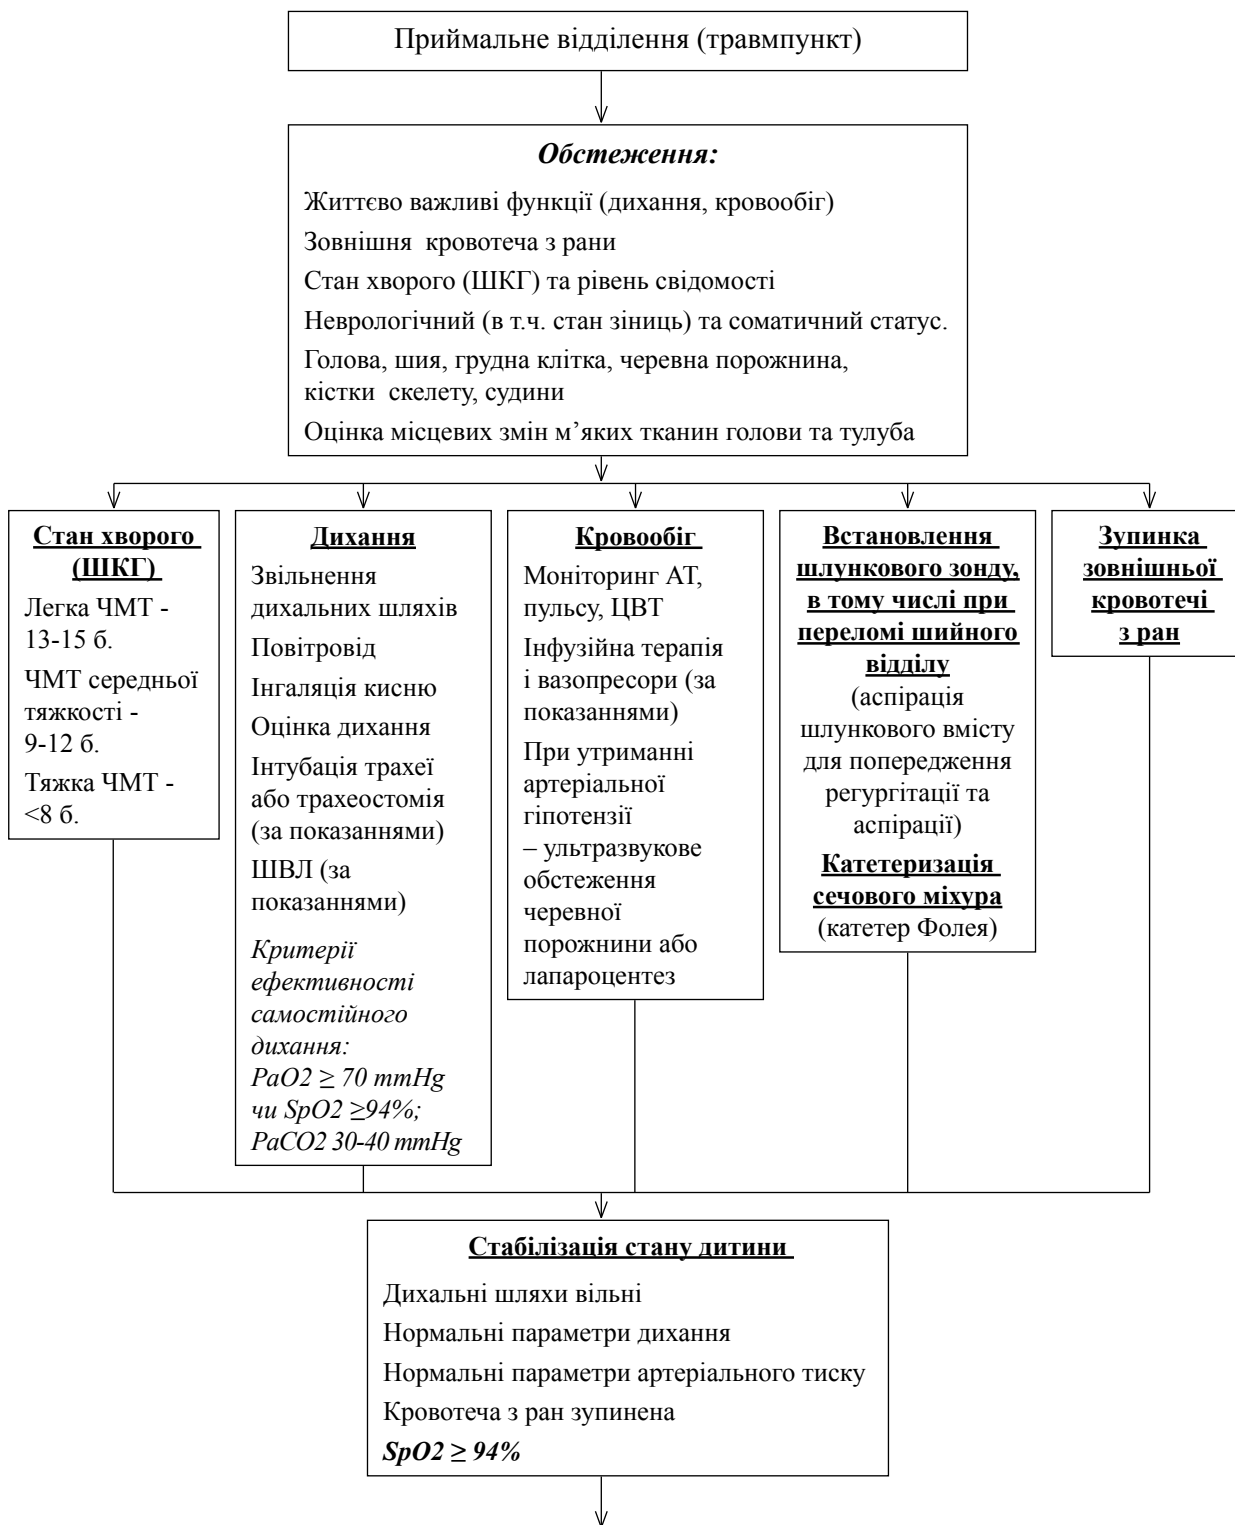 Приймальне відділення (травмпункт)
Обстеження:
Життєво важливі функції (дихання, кровообіг)
Зовнішня кровотеча з рани
Стан хворого (ШКГ) та рівень свідомості
Неврологічний (в т.ч. стан зіниць) та соматичний статус.
Голова, шия, грудна клітка, черевна порожнина,
кістки скелету, судини
Оцінка місцевих змін м’яких тканин голови та тулуба
Стан хворого
(ШКГ)
Легка ЧМТ -
13-15 б.
ЧМТ середньої
тяжкості -
9-12 б.
Тяжка ЧМТ -
<8 б.
Дихання
Звільнення
дихальних шляхів
Повітровід
Інгаляція кисню
Оцінка дихання
Інтубація трахеї
або трахеостомія
(за показаннями)
ШВЛ (за
показаннями)
Критерії
ефективності
самостійного
дихання:
PaO2 ≥ 70 mmHg
чи SpO2 ≥94%;
PaCO2 30-40 mmHg
Кровообіг
Моніторинг АТ,
пульсу, ЦВТ
Інфузійна терапія
і вазопресори (за
показаннями)
При утриманні
артеріальної
гіпотензії
– ультразвукове
обстеження
черевної
порожнини або
лапароцентез
Встановлення
шлункового зонду,
в тому числі при
переломі шийного
відділу
(аспірація
шлункового вмісту
для попередження
регургітації та
аспірації)
Катетеризація
сечового міхура
(катетер Фолея)
Зупинка
зовнішньої
кровотечі
з ран
Стабілізація стану дитини
Дихальні шляхи вільні
Нормальні параметри дихання
Нормальні параметри артеріального тиску
Кровотеча з ран зупинена
SpO2 ≥ 94%